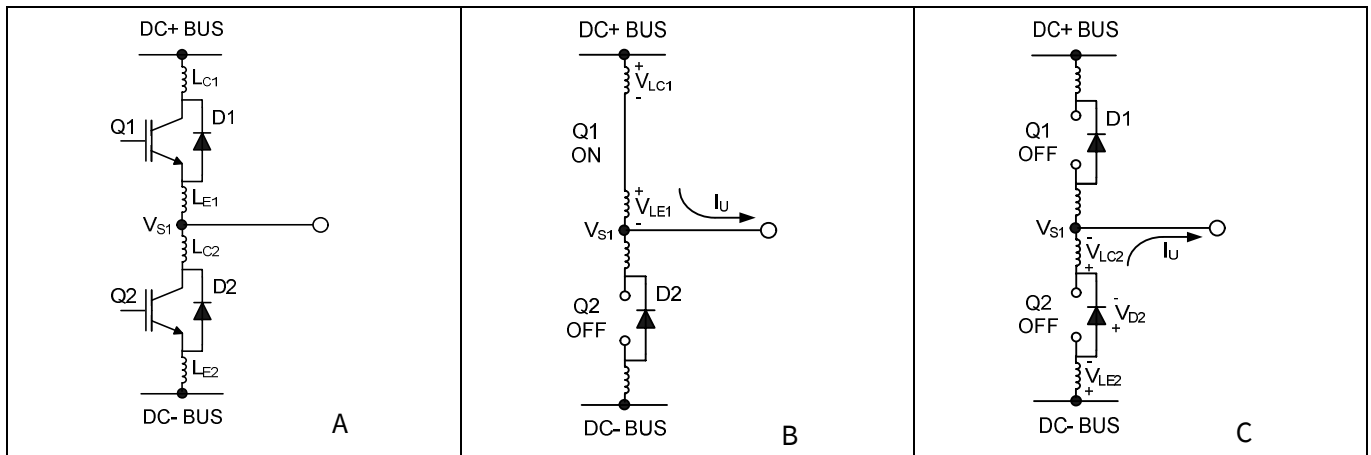 DC+ BUS
LC1
Q1
D1
LE1
VS1
LC2
Q2
D2
LE2
DC- BUS
A
DC+ BUS
+
VLC1
-
Q1
ON
+
VLE1
-
IU
VS1
Q2
OFF
D2
DC- BUS
B
DC+ BUS
Q1
OFF
D1
VS1
-
VLC2
+
IU
Q2
OFF
-
VD2
+
-
VLE2
+
DC- BUS
C